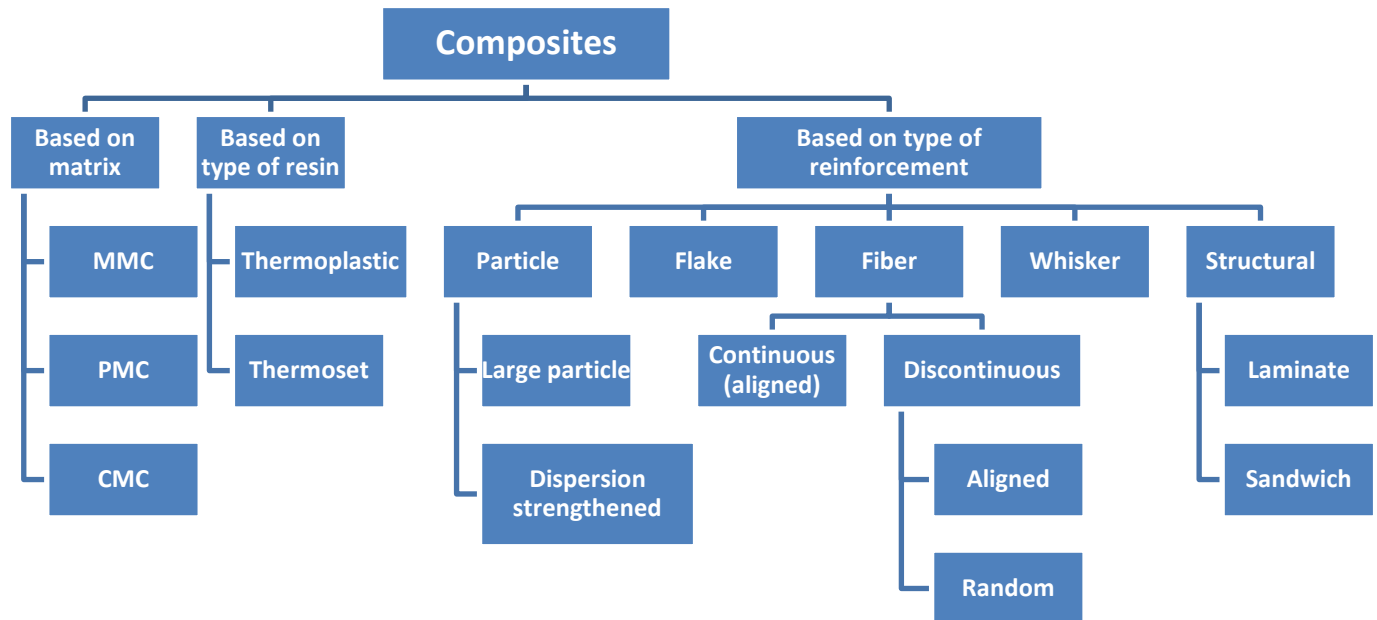 Composites
Based on
matrix
Based on
type of resin
Based on type of
reinforcement
MMC
Thermoplastic
Particle
Flake
Fiber
Whisker
Structural
PMC
Thermoset
Large particle
Continuous
(aligned)
Discontinuous
Laminate
CMC
Dispersion
strengthened
Aligned
Sandwich
Random